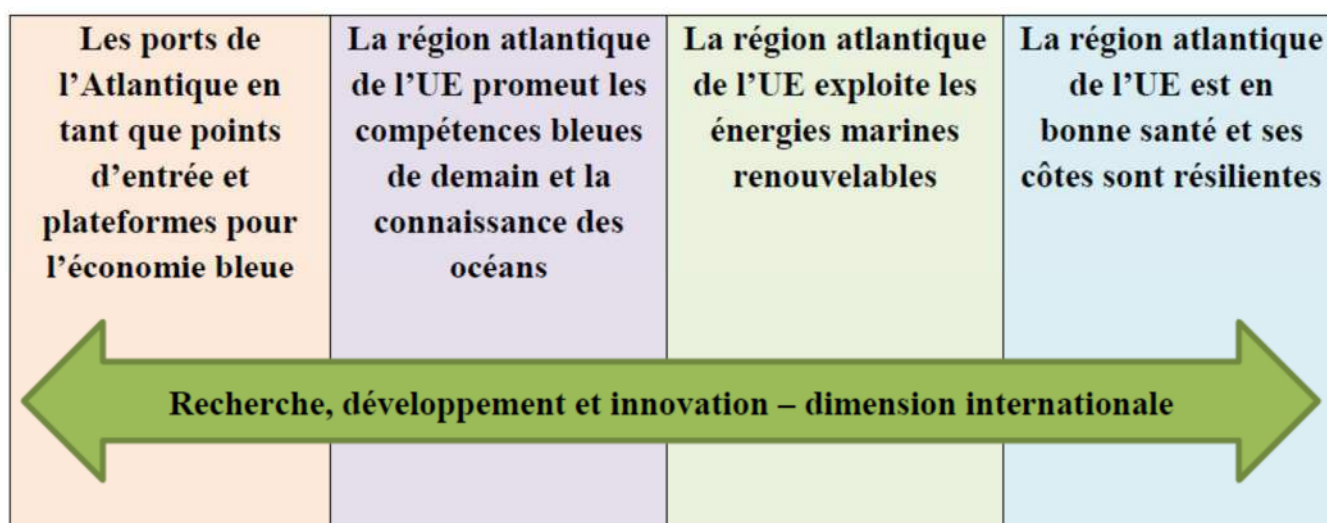 Les ports de
l’Atlantique en
tant que points
d’entrée et
plateformes pour
l’économie bleue
La région atlantique
de l’UE promeut les
compétences bleues
de demain et la
connaissance des
océans
La région atlantique
de l’UE exploite les
énergies marines
renouvelables
La région atlantique
de l’UE est en
bonne santé et ses
côtes sont résilientes
Recherche, développement et innovation – dimension internationale